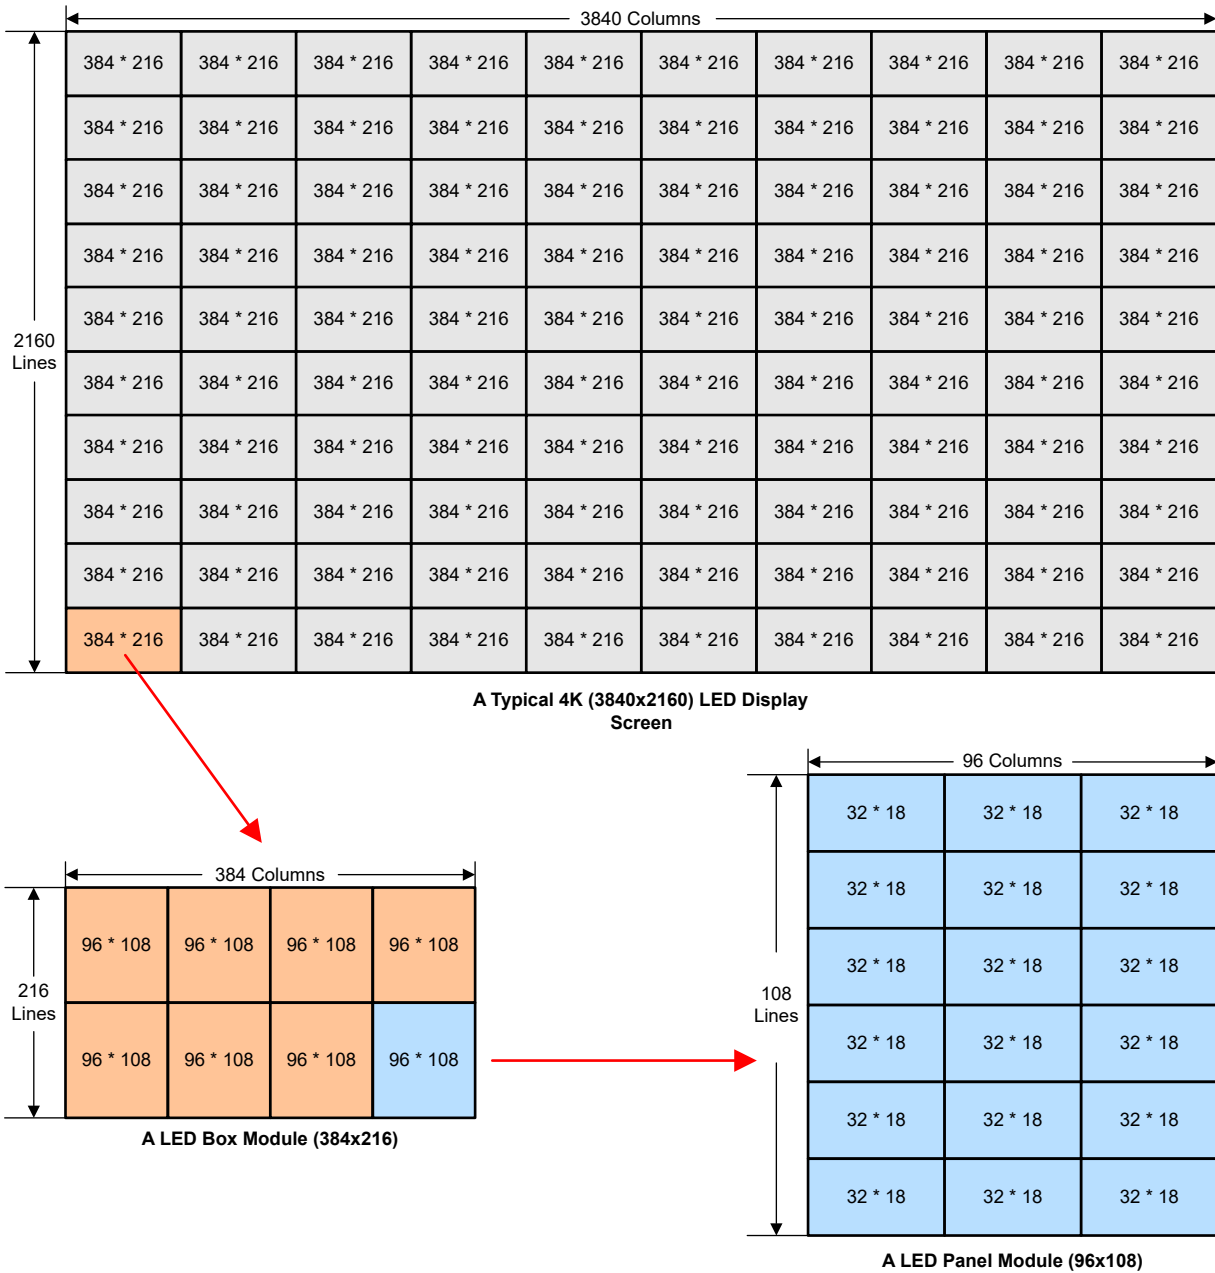 3840 Columns
384 * 216 384 * 216 384 * 216 384 * 216 384 * 216 384 * 216 384 * 216 384 * 216 384 * 216 384 * 216
384 * 216 384 * 216 384 * 216 384 * 216 384 * 216 384 * 216 384 * 216 384 * 216 384 * 216 384 * 216
384 * 216 384 * 216 384 * 216 384 * 216 384 * 216 384 * 216 384 * 216 384 * 216 384 * 216 384 * 216
384 * 216 384 * 216 384 * 216 384 * 216 384 * 216 384 * 216 384 * 216 384 * 216 384 * 216 384 * 216
384 * 216 384 * 216 384 * 216 384 * 216 384 * 216 384 * 216 384 * 216 384 * 216 384 * 216 384 * 216
2160
Lines
384 * 216 384 * 216 384 * 216 384 * 216 384 * 216 384 * 216 384 * 216 384 * 216 384 * 216 384 * 216
384 * 216 384 * 216 384 * 216 384 * 216 384 * 216 384 * 216 384 * 216 384 * 216 384 * 216 384 * 216
384 * 216 384 * 216 384 * 216 384 * 216 384 * 216 384 * 216 384 * 216 384 * 216 384 * 216 384 * 216
384 * 216 384 * 216 384 * 216 384 * 216 384 * 216 384 * 216 384 * 216 384 * 216 384 * 216 384 * 216
384 * 216 384 * 216 384 * 216 384 * 216 384 * 216 384 * 216 384 * 216 384 * 216 384 * 216 384 * 216
A Typical 4K (3840x2160) LED Display
Screen
384 Columns
96 * 108 96 * 108 96 * 108 96 * 108
216
Lines
96 * 108 96 * 108 96 * 108 96 * 108
A LED Box Module (384x216)
96 Columns
32 * 18 32 * 18 32 * 18
32 * 18 32 * 18 32 * 18
32 * 18 32 * 18 32 * 18
108
Lines
32 * 18 32 * 18 32 * 18
32 * 18 32 * 18 32 * 18
32 * 18 32 * 18 32 * 18
A LED Panel Module (96x108)